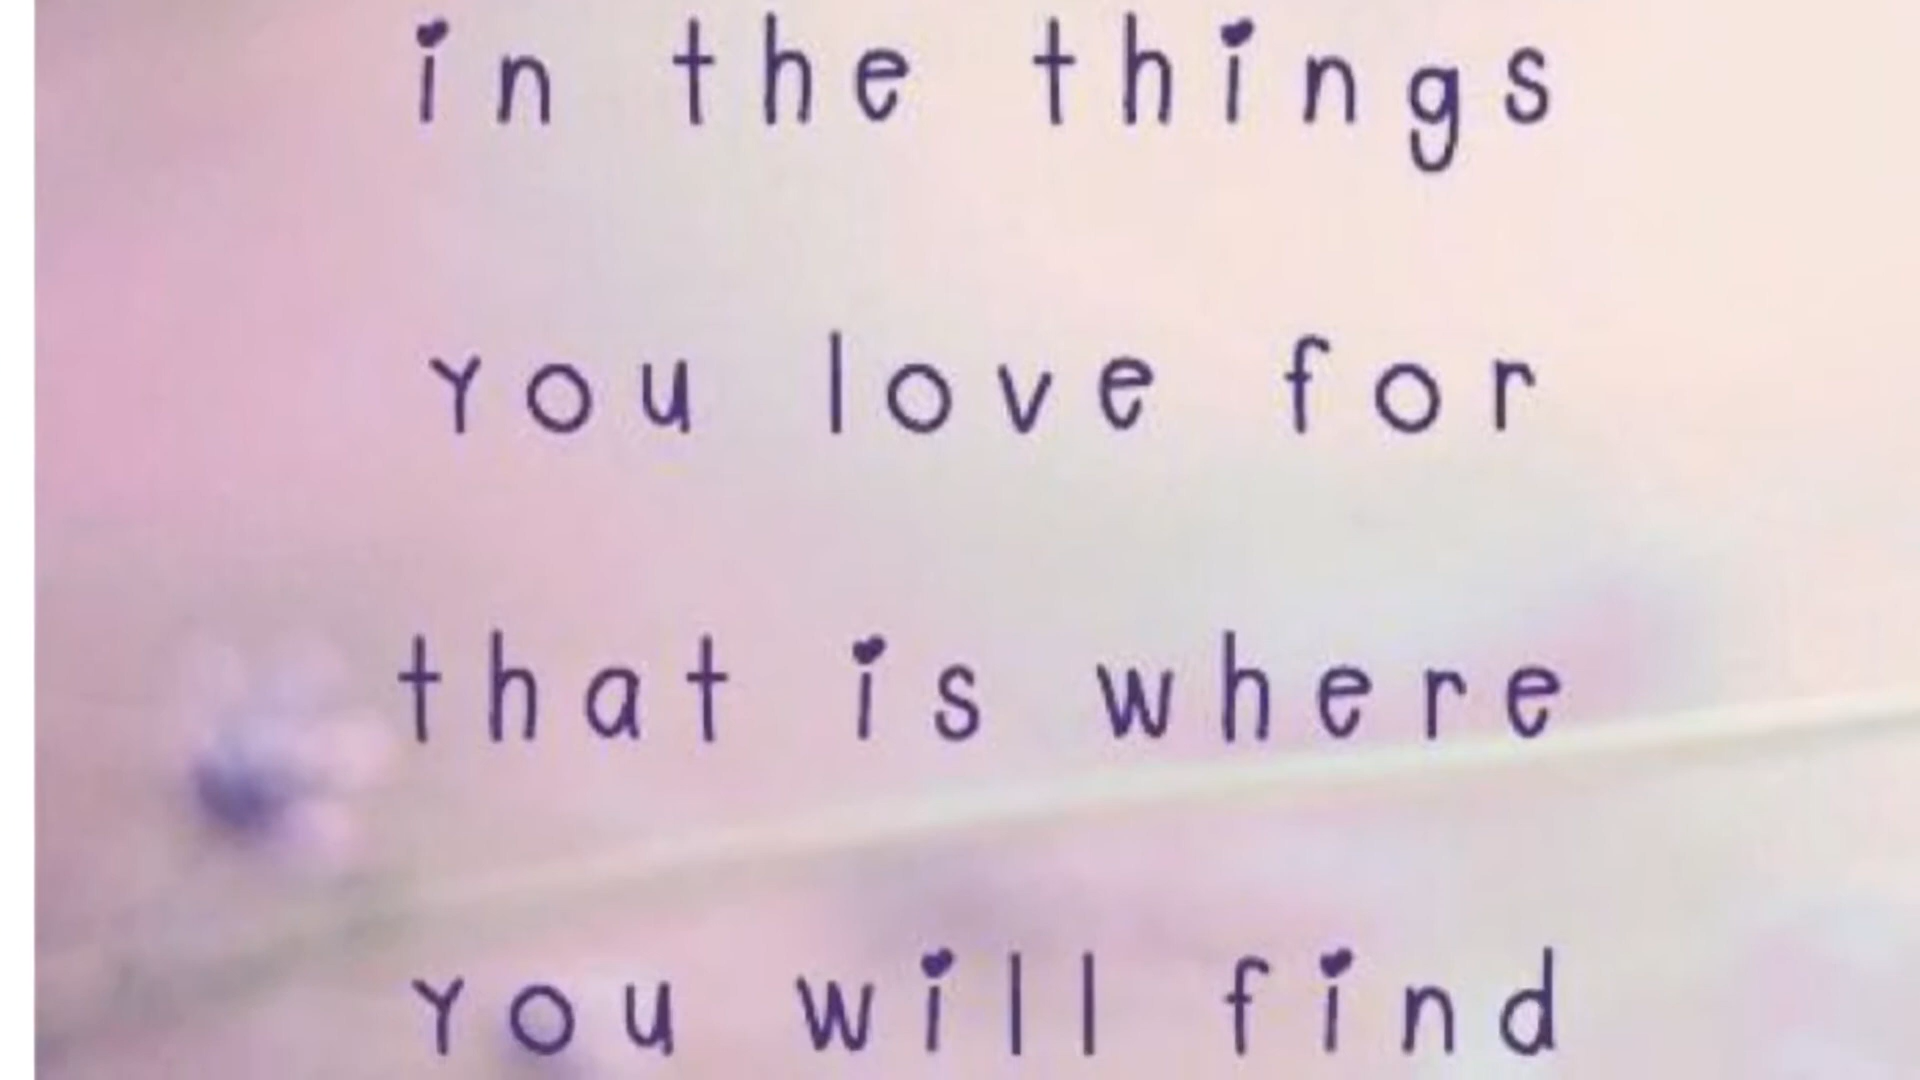 in the things
you love for
that is where
you will find